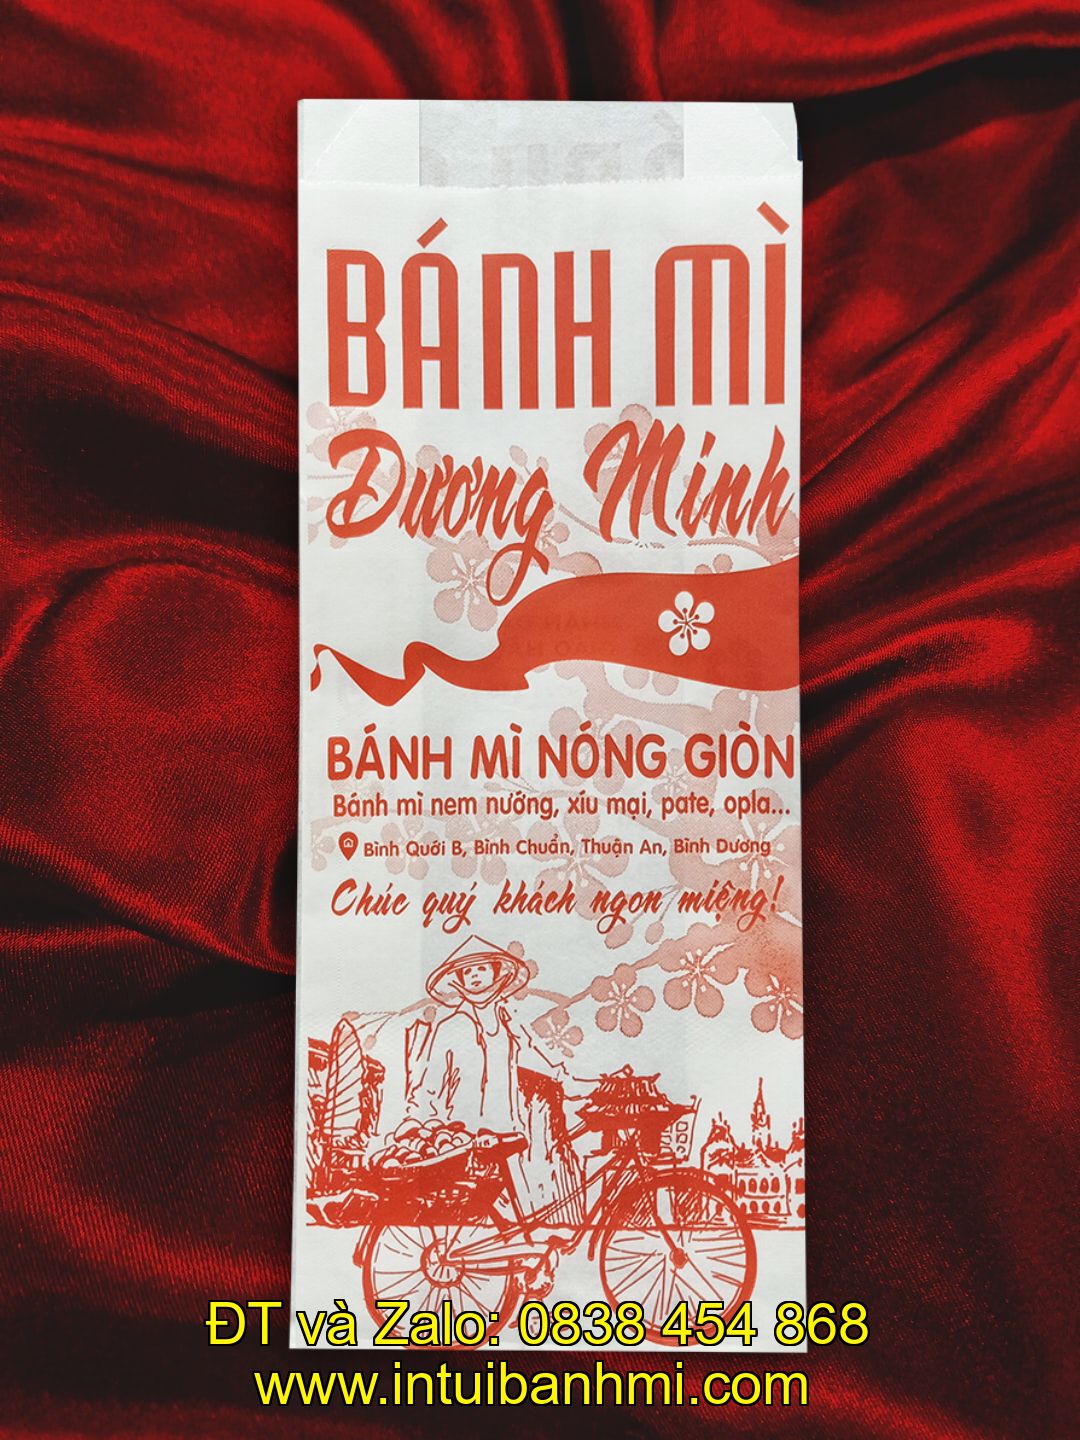 BÁNH MÌ
Dương Minh
BÁNH MÌ NÓNG GIÒN
Bánh mì nem nướng, xíu mại, pate, opla...
Bình Quới B, Bình Chuẩn, Thuận An, Bình Dương
Chúc quý khách ngon miệng!
ĐT và Zalo: 0838 454 868
www.intuibanhmi.com